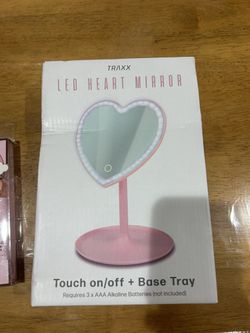 TRAXX
LED HEART MIRROR
Touch on/off + Base Tray
Requires 3 x AAA Alkaline Batteries (not included)